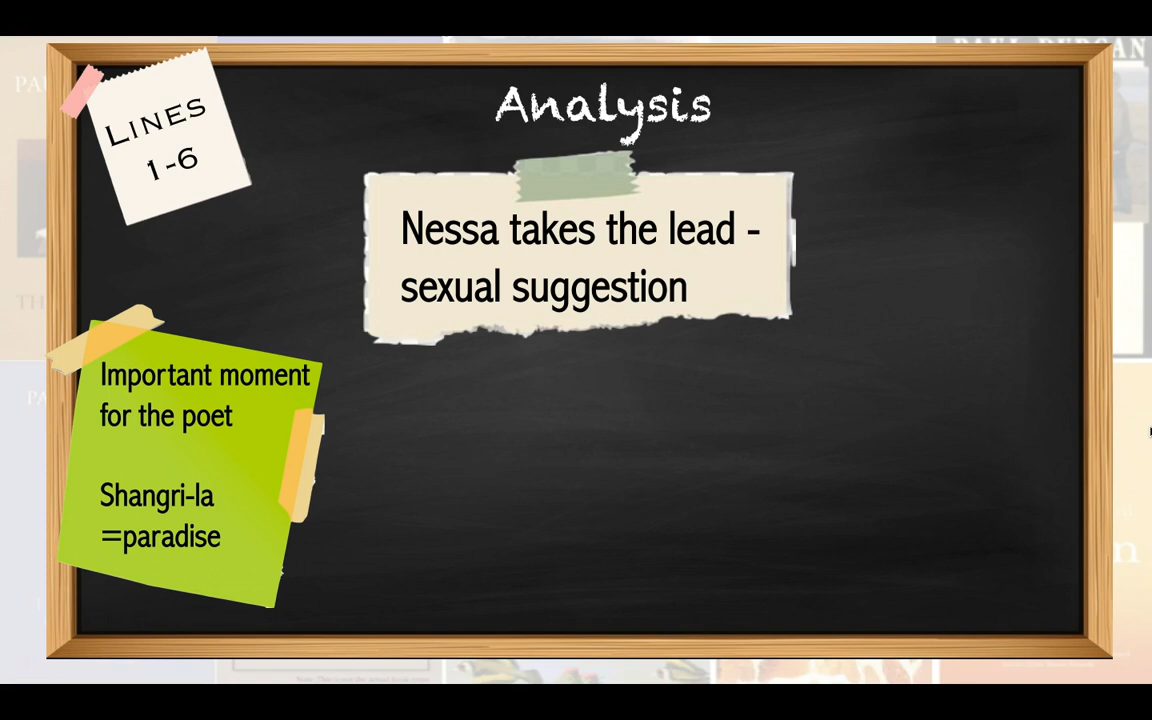 Analysis
LINES
1-6
Nessa takes the lead -
sexual suggestion
Important moment
for the poet
Shangri-la
=paradise